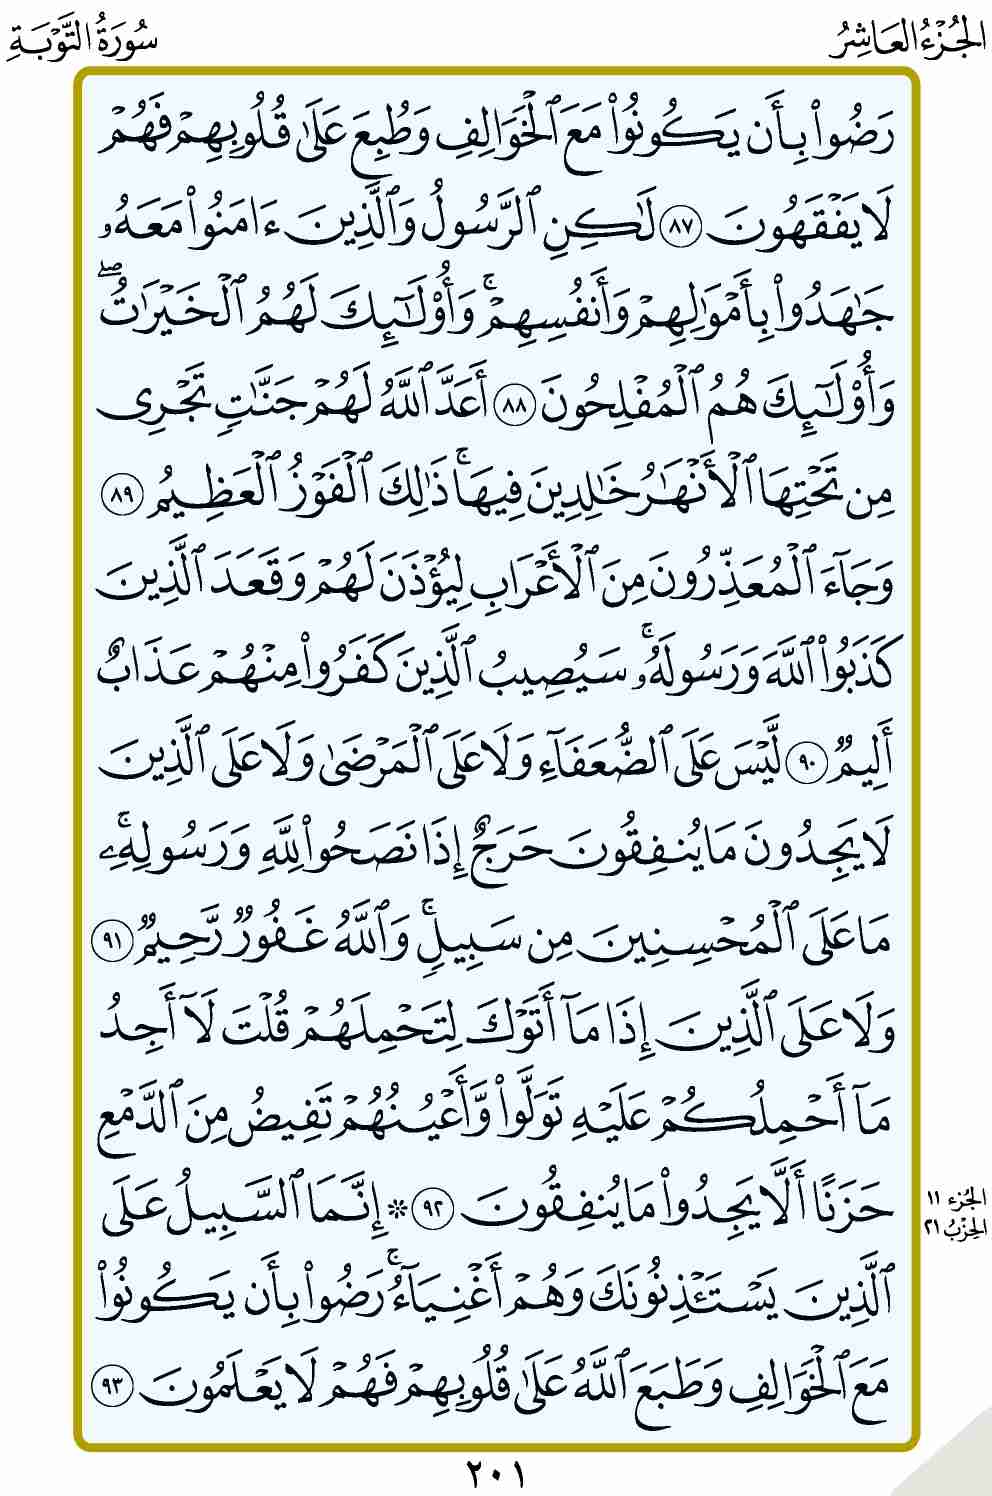 الجُزْءُ العَاشِرُ
سُورَةُ التَّوْبَةِ
رَضُوا۟ بِأَن يَكُونُوا۟ مَعَ ٱلْخَوَالِفِ وَطُبِعَ عَلَىٰ قُلُوبِهِمْ فَهُمْ
لَا يَفْقَهُونَ ٨٧ لَٰكِنِ ٱلرَّسُولُ وَٱلَّذِينَ ءَامَنُوا۟ مَعَهُۥ
جَٰهَدُوا۟ بِأَمْوَٰلِهِمْ وَأَنفُسِهِمْۚ وَأُو۟لَٰٓئِكَ لَهُمُ ٱلْخَيْرَٰتُۖ
وَأُو۟لَٰٓئِكَ هُمُ ٱلْمُفْلِحُونَ ٨٨ أَعَدَّ ٱللَّهُ لَهُمْ جَنَّٰتٍ تَجْرِى
مِن تَحْتِهَا ٱلْأَنْهَٰرُ خَٰلِدِينَ فِيهَاۚ ذَٰلِكَ ٱلْفَوْزُ ٱلْعَظِيمُ ٨٩
وَجَآءَ ٱلْمُعَذِّرُونَ مِنَ ٱلْأَعْرَابِ لِيُؤْذَنَ لَهُمْ وَقَعَدَ ٱلَّذِينَ
كَذَبُوا۟ ٱللَّهَ وَرَسُولَهُۥۚ سَيُصِيبُ ٱلَّذِينَ كَفَرُوا۟ مِنْهُمْ عَذَابٌ
أَلِيمٌ ٩٠ لَّيْسَ عَلَى ٱلضُّعَفَآءِ وَلَا عَلَى ٱلْمَرْضَىٰ وَلَا عَلَى ٱلَّذِينَ
لَا يَجِدُونَ مَا يُنفِقُونَ حَرَجٌ إِذَا نَصَحُوا۟ لِلَّهِ وَرَسُولِهِۦۚ
مَا عَلَى ٱلْمُحْسِنِينَ مِن سَبِيلٍۚ وَٱللَّهُ غَفُورٌ رَّحِيمٌ ٩١
وَلَا عَلَى ٱلَّذِينَ إِذَا مَآ أَتَوْكَ لِتَحْمِلَهُمْ قُلْتَ لَآ أَجِدُ
مَآ أَحْمِلُكُمْ عَلَيْهِ تَوَلَّوا۟ وَّأَعْيُنُهُمْ تَفِيضُ مِنَ ٱلدَّمْعِ
حَزَنًا أَلَّا يَجِدُوا۟ مَا يُنفِقُونَ ٩٢ ۞ إِنَّمَا ٱلسَّبِيلُ عَلَى
الجُزء ١١
الحِزْبُ ٢١
ٱلَّذِينَ يَسْتَـْٔذِنُونَكَ وَهُمْ أَغْنِيَآءُۚ رَضُوا۟ بِأَن يَكُونُوا۟
مَعَ ٱلْخَوَالِفِ وَطَبَعَ ٱللَّهُ عَلَىٰ قُلُوبِهِمْ فَهُمْ لَا يَعْلَمُونَ ٩٣
٢٠١